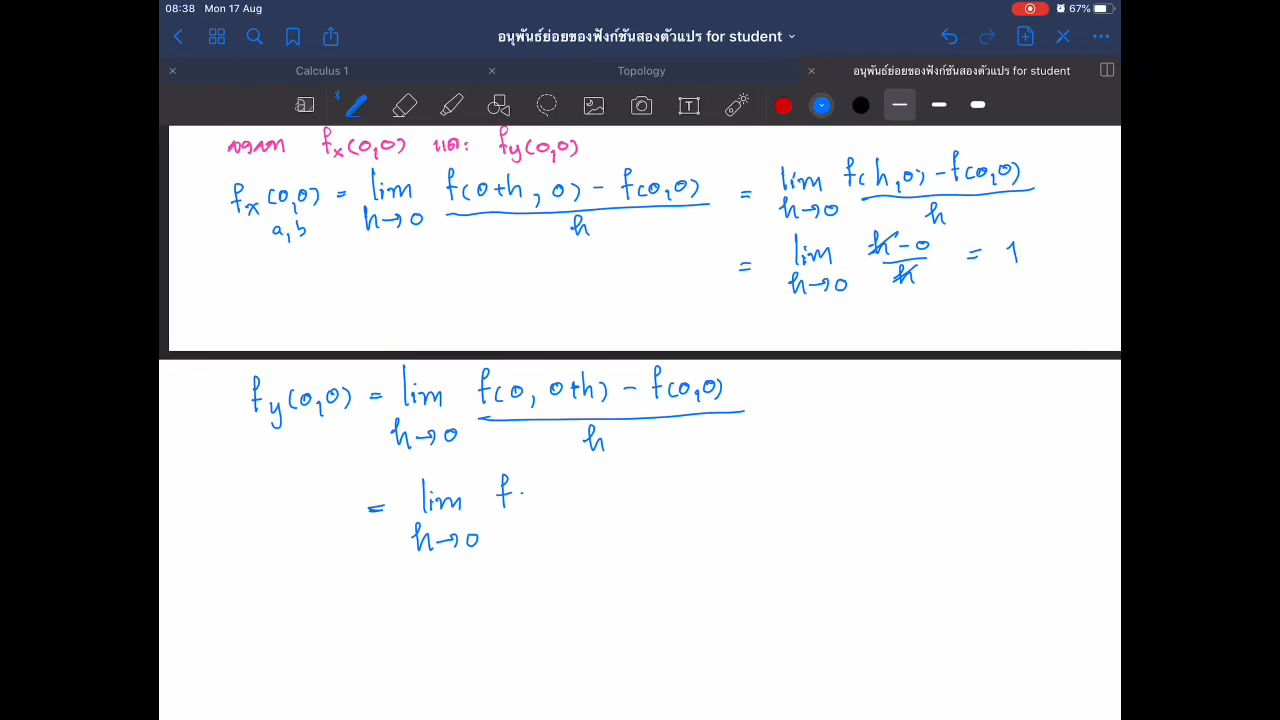 08:38 Mon 17 Aug
67%
อนุพันธ์ย่อยของฟังก์ชันสองตัวแปร for student
Calculus 1
Topology
อนุพันธ์ย่อยของฟังก์ชันสองตัวแปร for student
T
fx(0,0) และ fy(0,0)
fx(0,0) = lim h→0 f(0+h, 0) - f(0,0) / h = lim h→0 f(h,0) - f(0,0) / h
a, b
= lim h→0 h - 0 / h = 1
fy(0,0) = lim h→0 f(0, 0+h) - f(0,0) / h
= lim h→0 f